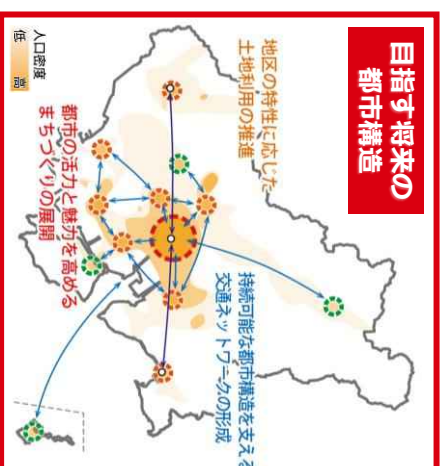 目指す将来の
都市構造
地区の特性に応じた
土地利用の推進
持続可能な都市構造を支える
交通ネットワークの形成
都市の活力と魅力を高める
まちづくりの展開
人口密度
低 高